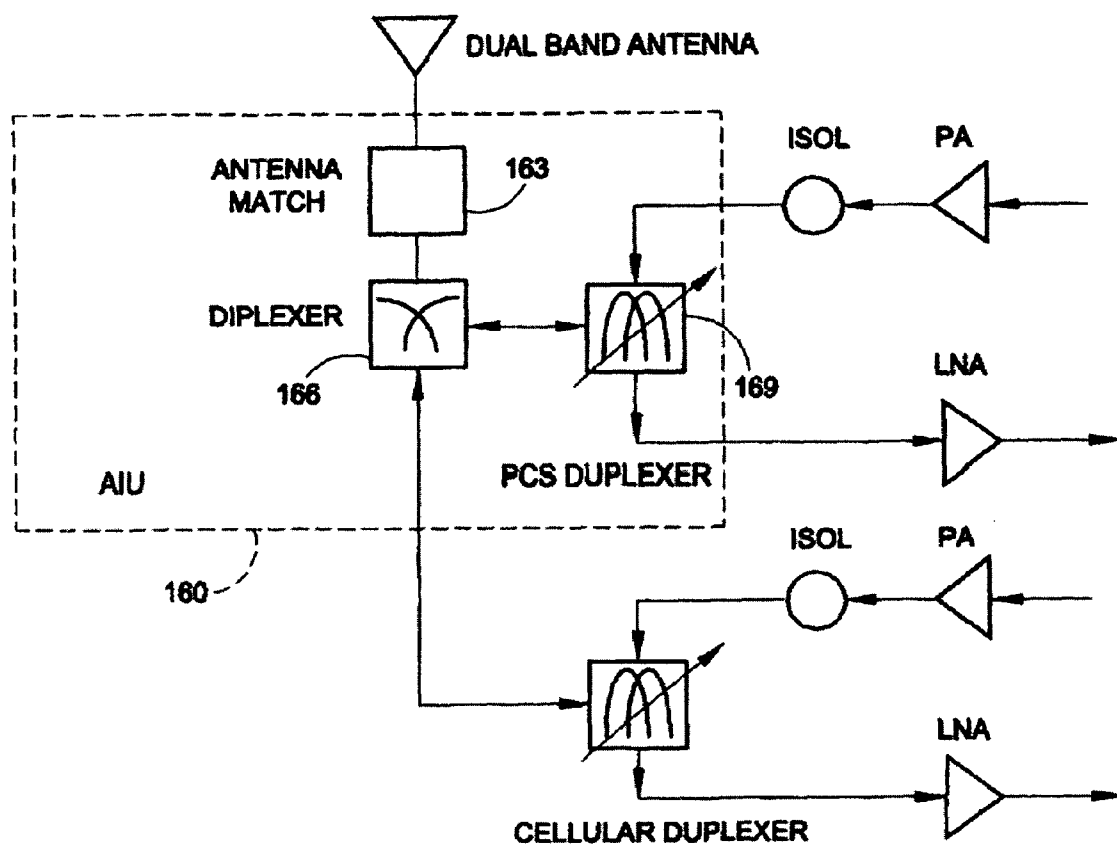 DUAL BAND ANTENNA
ISOL
PA
ANTENNA
MATCH
163
DIPLEXER
166
169
LNA
AIU
PCS DUPLEXER
160
ISOL
PA
LNA
CELLULAR DUPLEXER